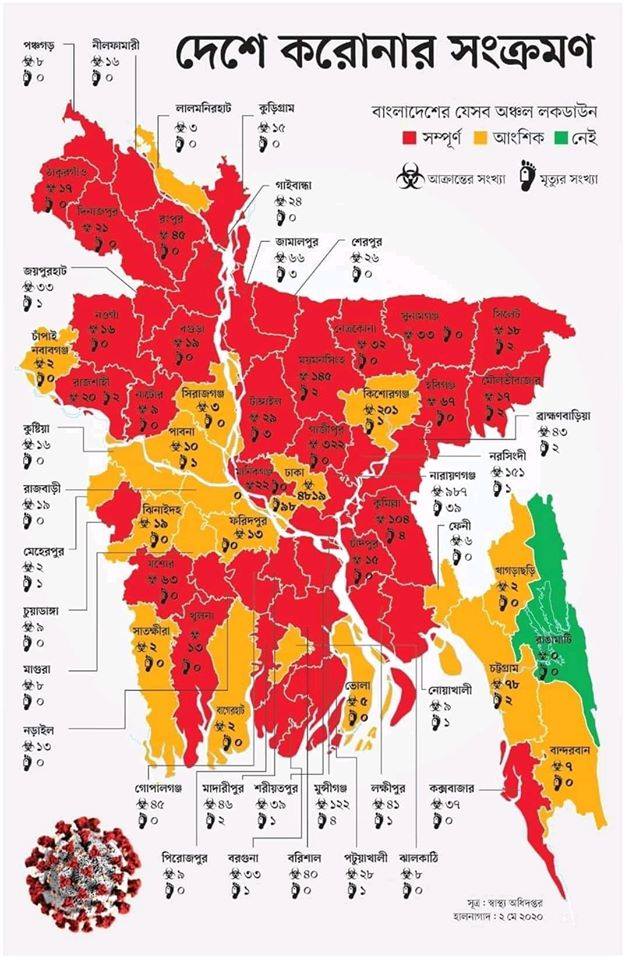 দেশে করোনার সংক্রমণ
বাংলাদেশের যেসব অঞ্চল লকডাউন
সম্পূর্ণ আংশিক নেই
আক্রান্তের সংখ্যা মৃত্যুর সংখ্যা
পঞ্চগড়
৮
০
নীলফামারী
১৬
০
লালমনিরহাট
৩
০
কুড়িগ্রাম
১৫
০
গাইবান্ধা
২৪
০
ঠাকুরগাঁও
১৭
০
দিনাজপুর
২১
০
রংপুর
৪৫
০
জামালপুর
৬৬
৩
শেরপুর
২৬
০
জয়পুরহাট
৩৩
১
নওগাঁ
১৬
০
বগুড়া
১৯
০
নেত্রকোনা
৩২
০
সুনামগঞ্জ
৩৩ ০
সিলেট
১৮
২
চাঁপাই
নবাবগঞ্জ
২
০
রাজশাহী
২০ ২
নাটোর
৯
০
সিরাজগঞ্জ
৩
০
ময়মনসিংহ
১৪৫
২
টাঙ্গাইল
২৯
৩
কিশোরগঞ্জ
২০১
১
হবিগঞ্জ
৬৭
০
মৌলভীবাজার
১৭
২
ব্রাহ্মণবাড়িয়া
৪৩
২
কুষ্টিয়া
১৬
০
পাবনা
১০
১
গাজীপুর
৩২২
মানিকগঞ্জ
২২
ঢাকা
৪৮১৯
৯৮
নরসিংদী
১৫১
১
নারায়ণগঞ্জ
৯৮৭
৩৯
রাজবাড়ী
১৯
০
ঝিনাইদহ
১৯
০
ফরিদপুর
১৩
০
কুমিল্লা
১০৪
৪
চাঁদপুর
১৫
ফেনী
৬
০
মেহেরপুর
২
১
যশোর
৬৩
০
খাগড়াছড়ি
২
০
চুয়াডাঙ্গা
৯
০
সাতক্ষীরা
২
০
খুলনা
১৩
০
রাঙামাটি
০
০
মাগুরা
৮
০
বাগেরহাট
২
০
ভোলা
৫
০
নোয়াখালী
৯
১
চট্টগ্রাম
৭৮
২
নড়াইল
১৩
০
বান্দরবান
৭
০
গোপালগঞ্জ
৪৫
০
মাদারীপুর
৪৬
২
শরীয়তপুর
৩৯
১
মুন্সীগঞ্জ
১২২
৪
লক্ষীপুর
৪১
১
কক্সবাজার
৩৭
০
পিরোজপুর
৯
০
বরগুনা
৩৩
১
বরিশাল
৪০
০
পটুয়াখালী
২৮
১
ঝালকাঠি
৮
০
সূত্র : স্বাস্থ্য অধিদপ্তর
হালনাগাদ : ২ মে ২০২০